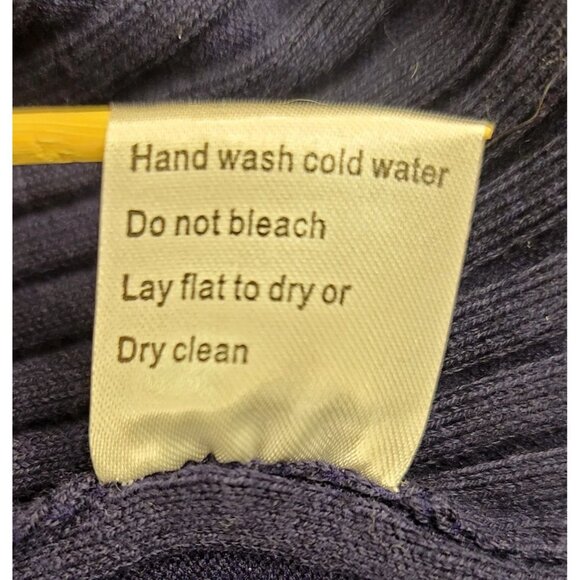 Hand wash cold water
Do not bleach
Lay flat to dry or
Dry clean